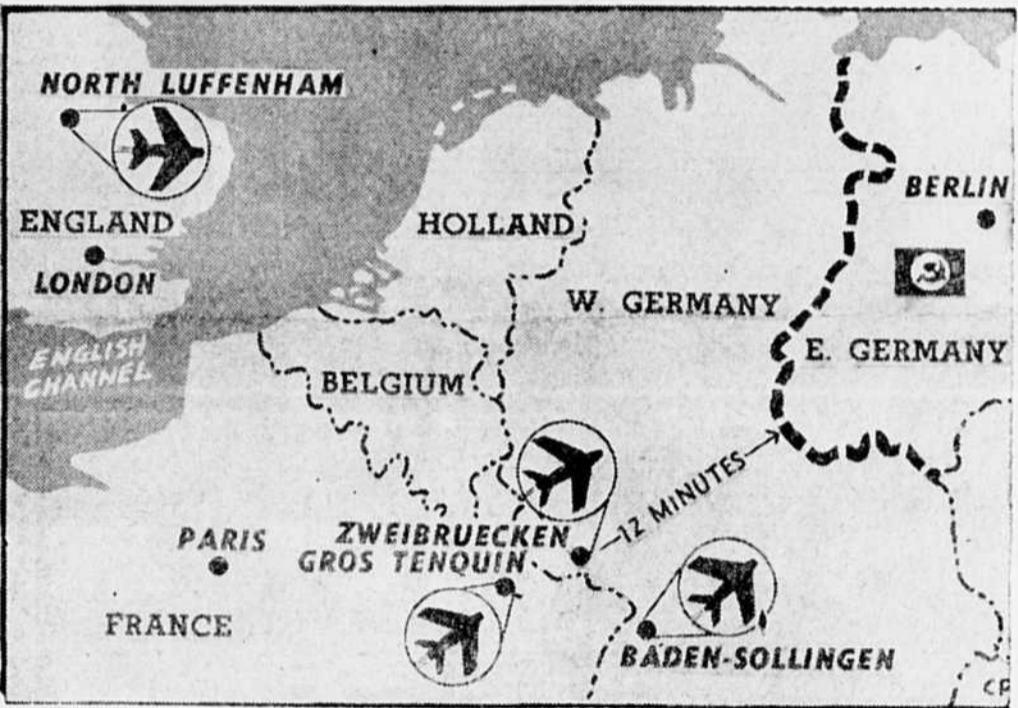 NORTH LUFFENHAM
ENGLAND
LONDON
ENGLISH
CHANNEL
HOLLAND
BERLIN
W. GERMANY
E. GERMANY
BELGIUM
12 MINUTES
ZWEIBRUECKEN
GROS TENQUIN
PARIS
FRANCE
BADEN-SOLLINGEN
CP